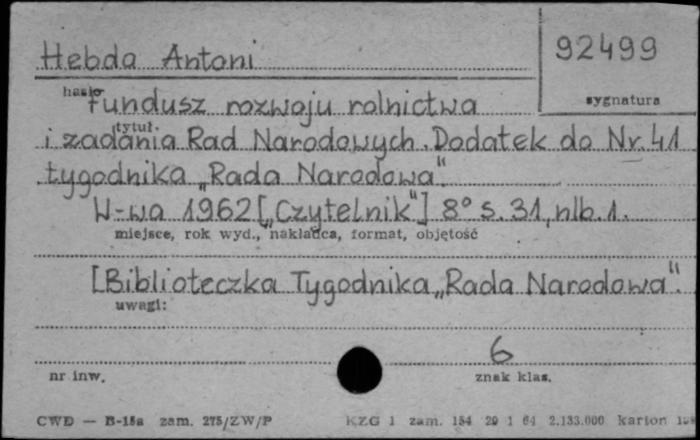 Hebda Antoni
92499
hasło
sygnatura
Fundusz rozwoju rolnictwa
tytuł
i zadania Rad Narodowych. Dodatek do Nr. 41
tygodnika „Rada Narodowa".
W-wa 1962 [„Czytelnik"] 8° s. 31, nlb. 1.
miejsce, rok wyd., nakładca, format, objętość
[Biblioteczka Tygodnika „Rada Narodowa".
uwagi:
6
nr inw.
znak klas.
CWD — B-15a zam. 275/ZW/P
KZG 1 zam. 154 29 1 64 2.133.000 karton